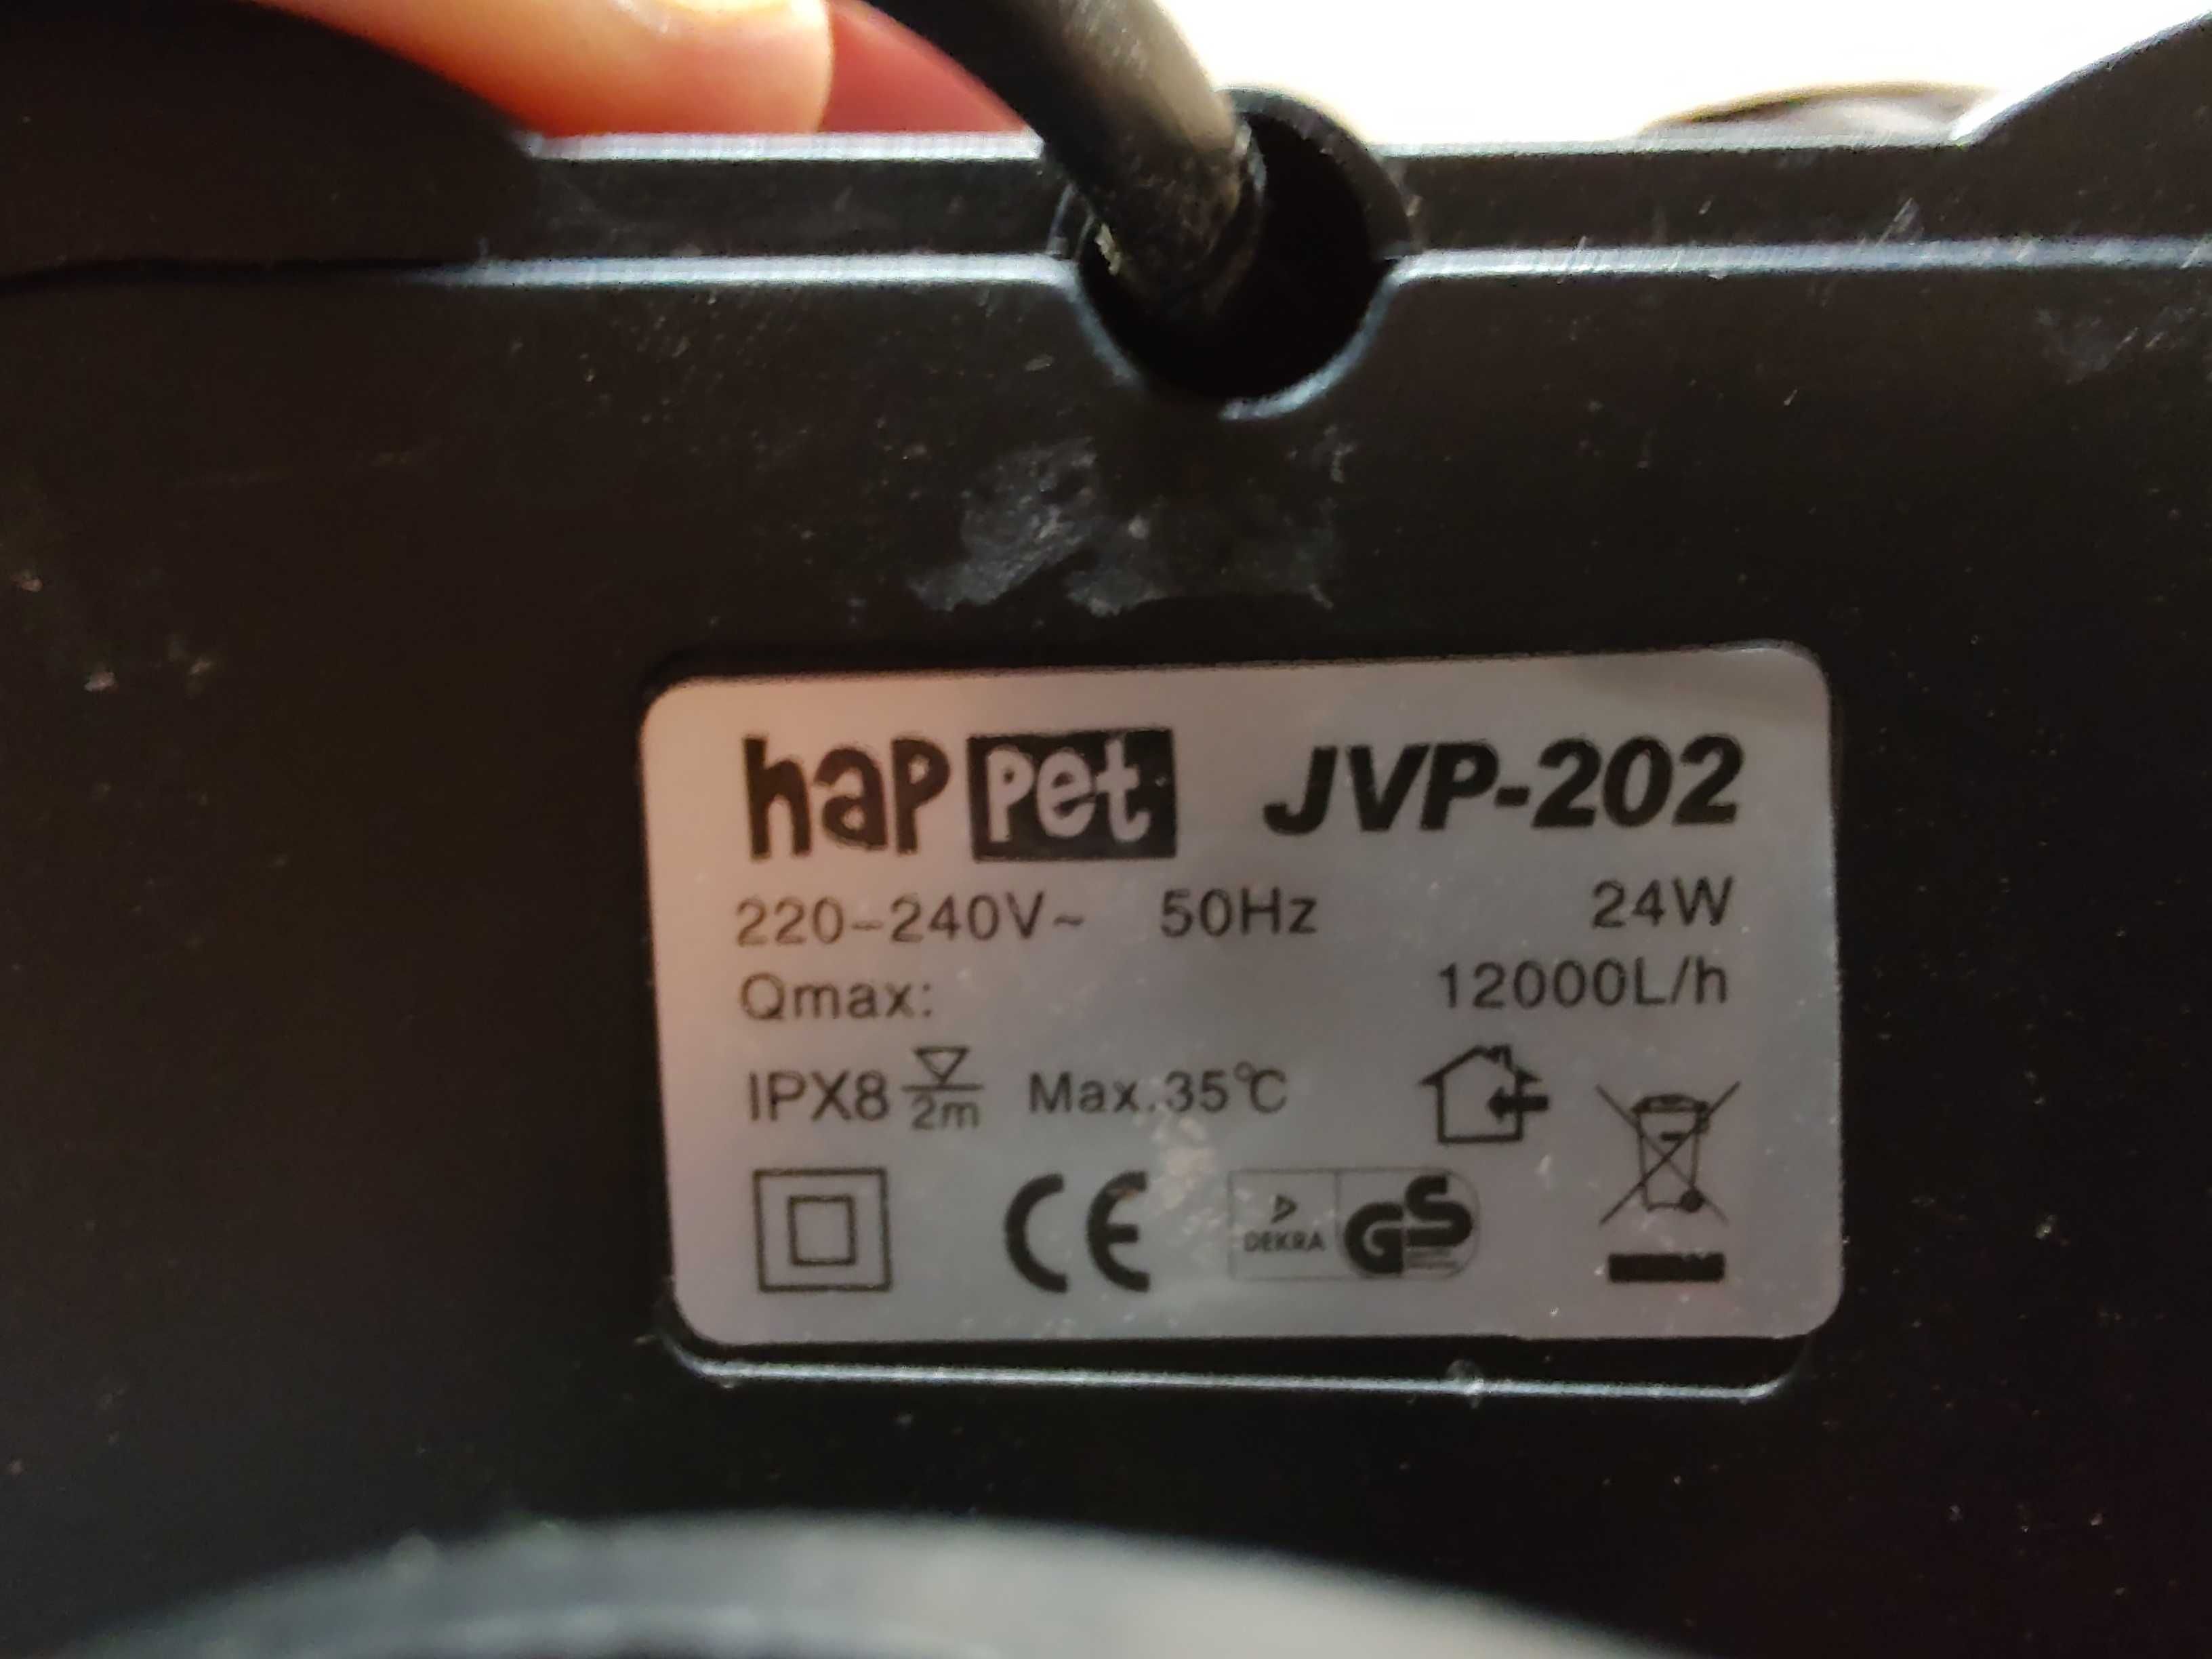 hap pet JVP-202
220-240V~ 50Hz 24W
Qmax: 12000L/h
IPX8 2m Max.35℃
CE DEKRA GS